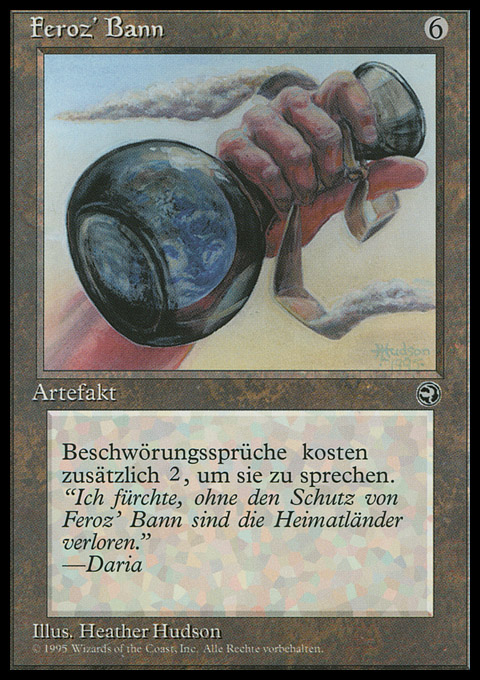 Feroz' Bann
6
Hudson
Artefakt
Beschwörungssprüche kosten
zusätzlich 2, um sie zu sprechen.
“Ich fürchte, ohne den Schutz von
Feroz' Bann sind die Heimatländer
verloren.”
—Daria
Illus. Heather Hudson
© 1995 Wizards of the Coast, Inc. Alle Rechte vorbehalten.